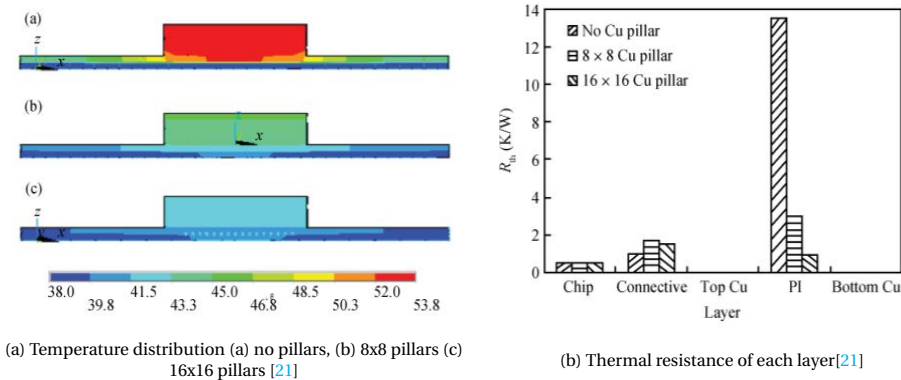 (a)
z
x
(b)
z
x
(c)
z
x
38.0 41.5 45.0 48.5 52.0
39.8 43.3 46.8 50.3 53.8
(a) Temperature distribution (a) no pillars, (b) 8x8 pillars (c)
16x16 pillars [21]
14
12
10
8
6
4
2
0
R_th (K/W)
No Cu pillar
8 × 8 Cu pillar
16 × 16 Cu pillar
Chip Connective Top Cu PI Bottom Cu
Layer
(b) Thermal resistance of each layer[21]